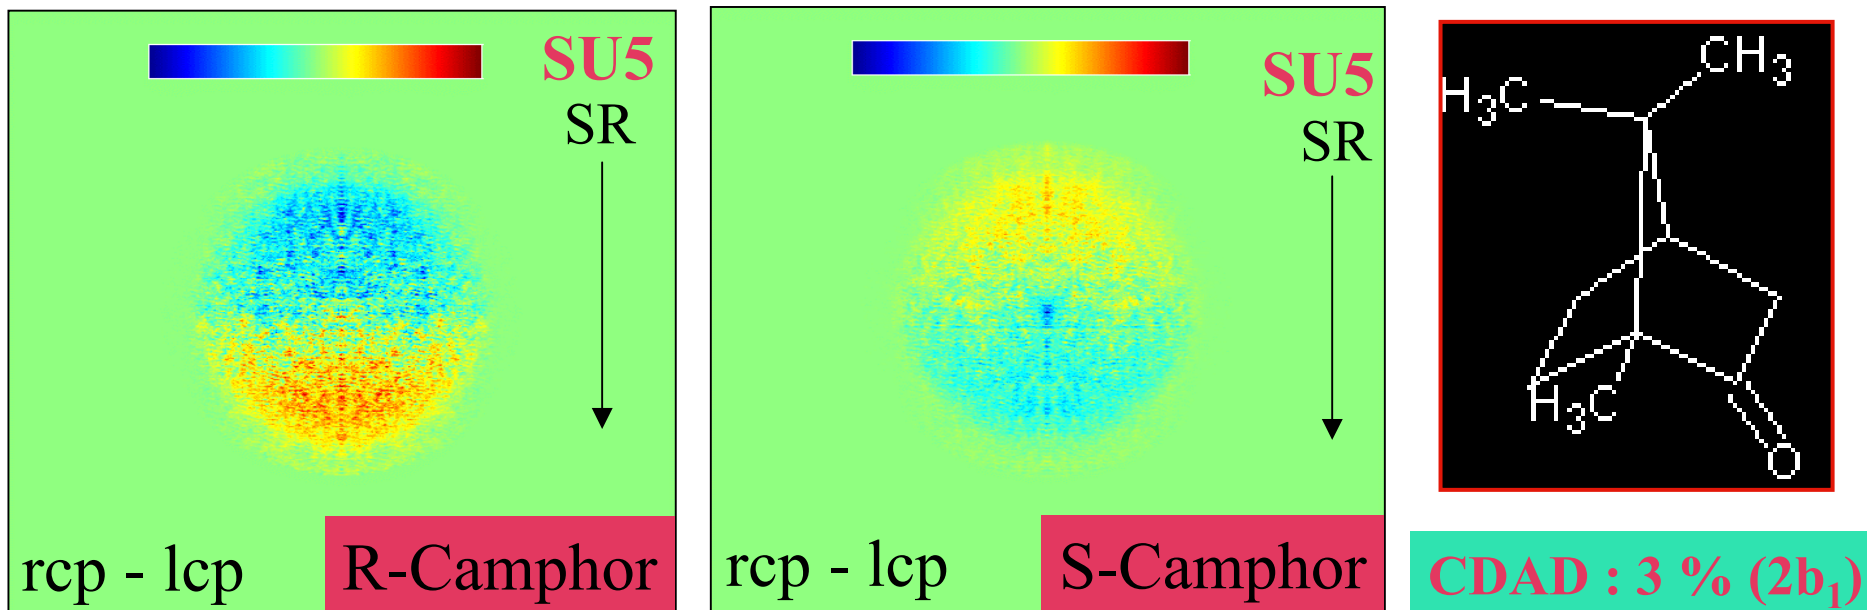 SU5
SR
rcp - lcp
R-Camphor
SU5
SR
rcp - lcp
S-Camphor
CH₃
H₃C
H₃C
O
CDAD : 3 % (2b₁)